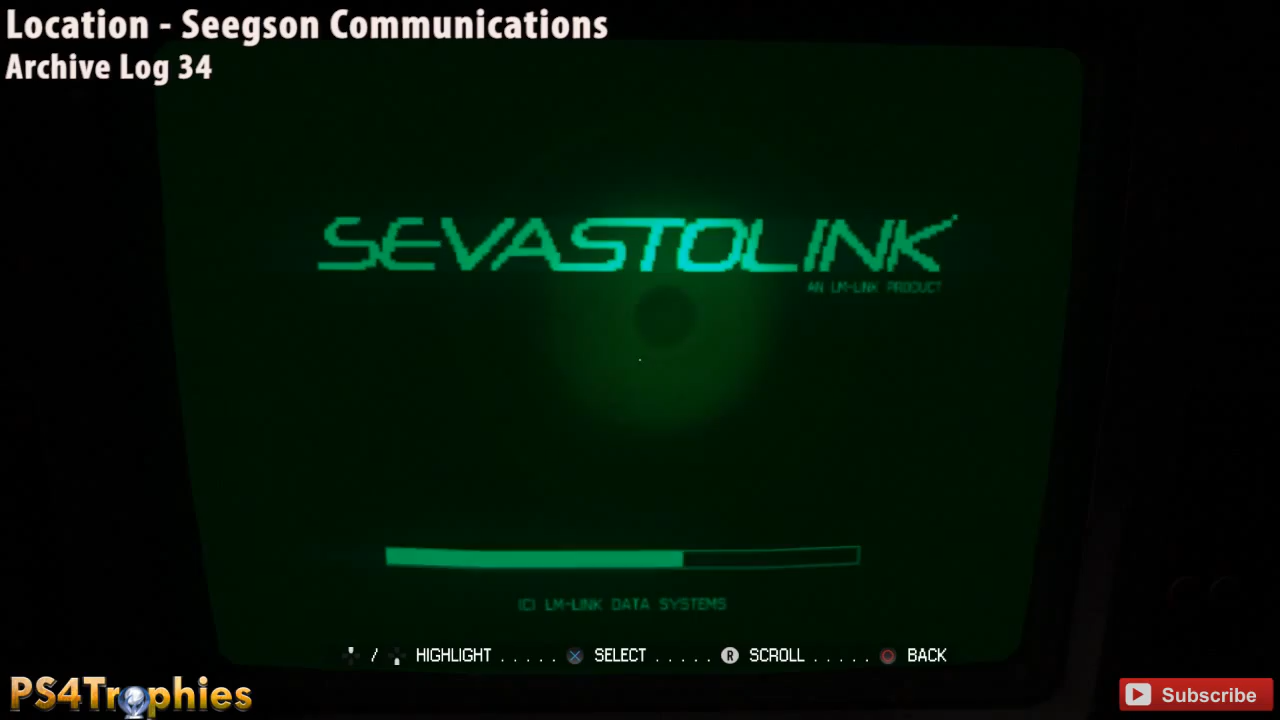 Location - Seegson Communications
Archive Log 34
SEVASTOLINK
AN LM-LINK PRODUCT
(C) LM-LINK DATA SYSTEMS
/ HIGHLIGHT . . . . . SELECT . . . . . R SCROLL . . . . . BACK
PS4Trophies
Subscribe